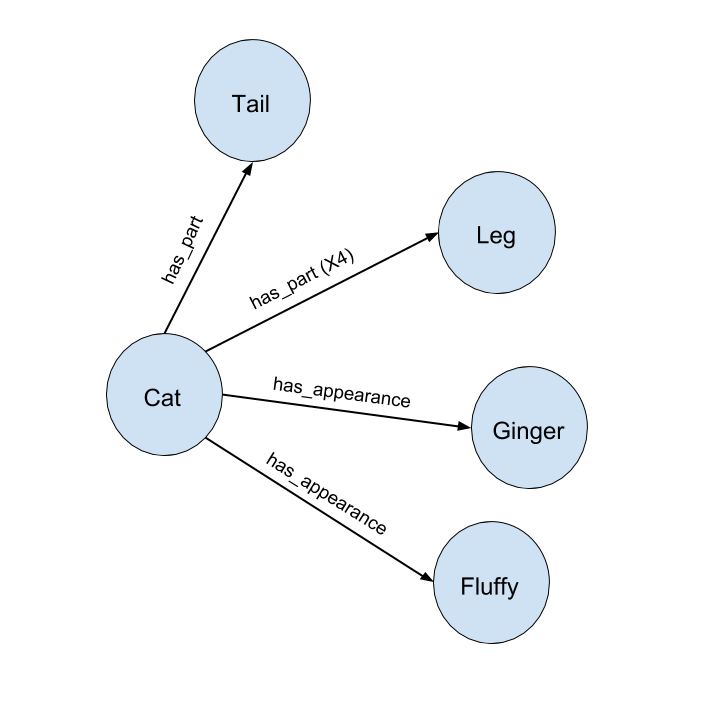 Tail
has_part
Leg
has_part (X4)
Cat
has_appearance
Ginger
has_appearance
Fluffy